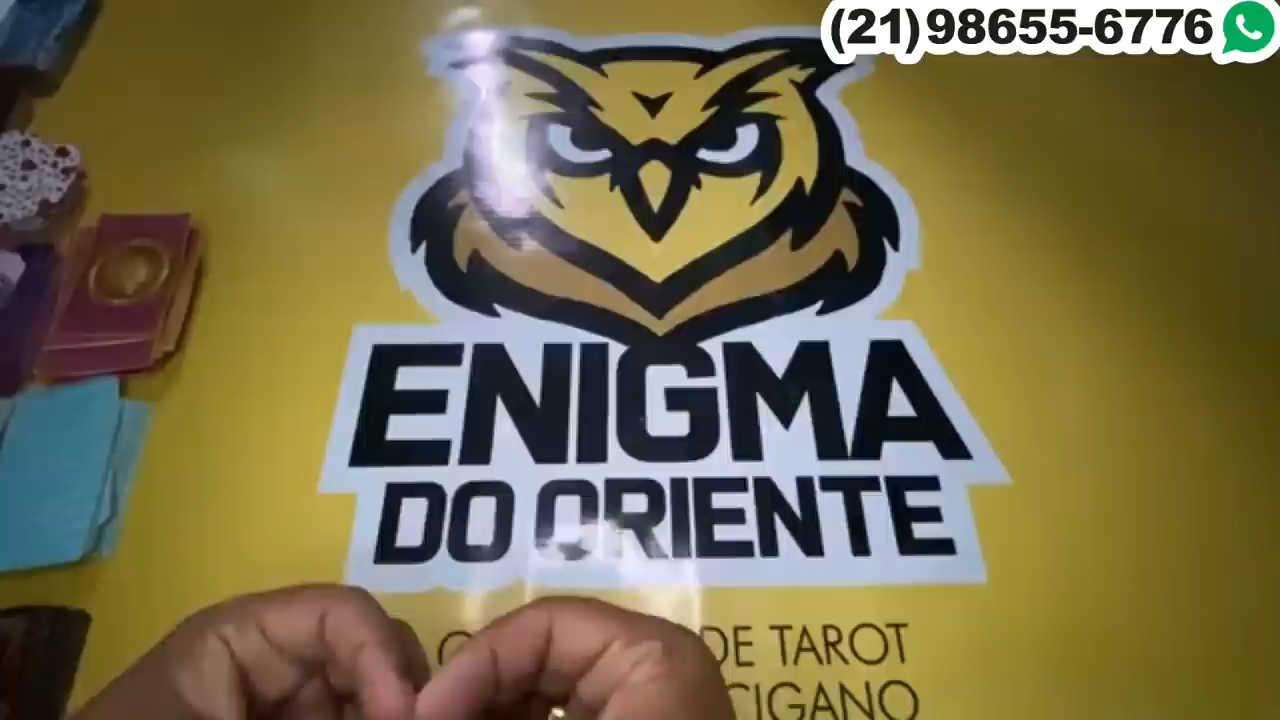 (21)98655-6776
ENIGMA
DO ORIENTE
DE TAROT
CIGANO